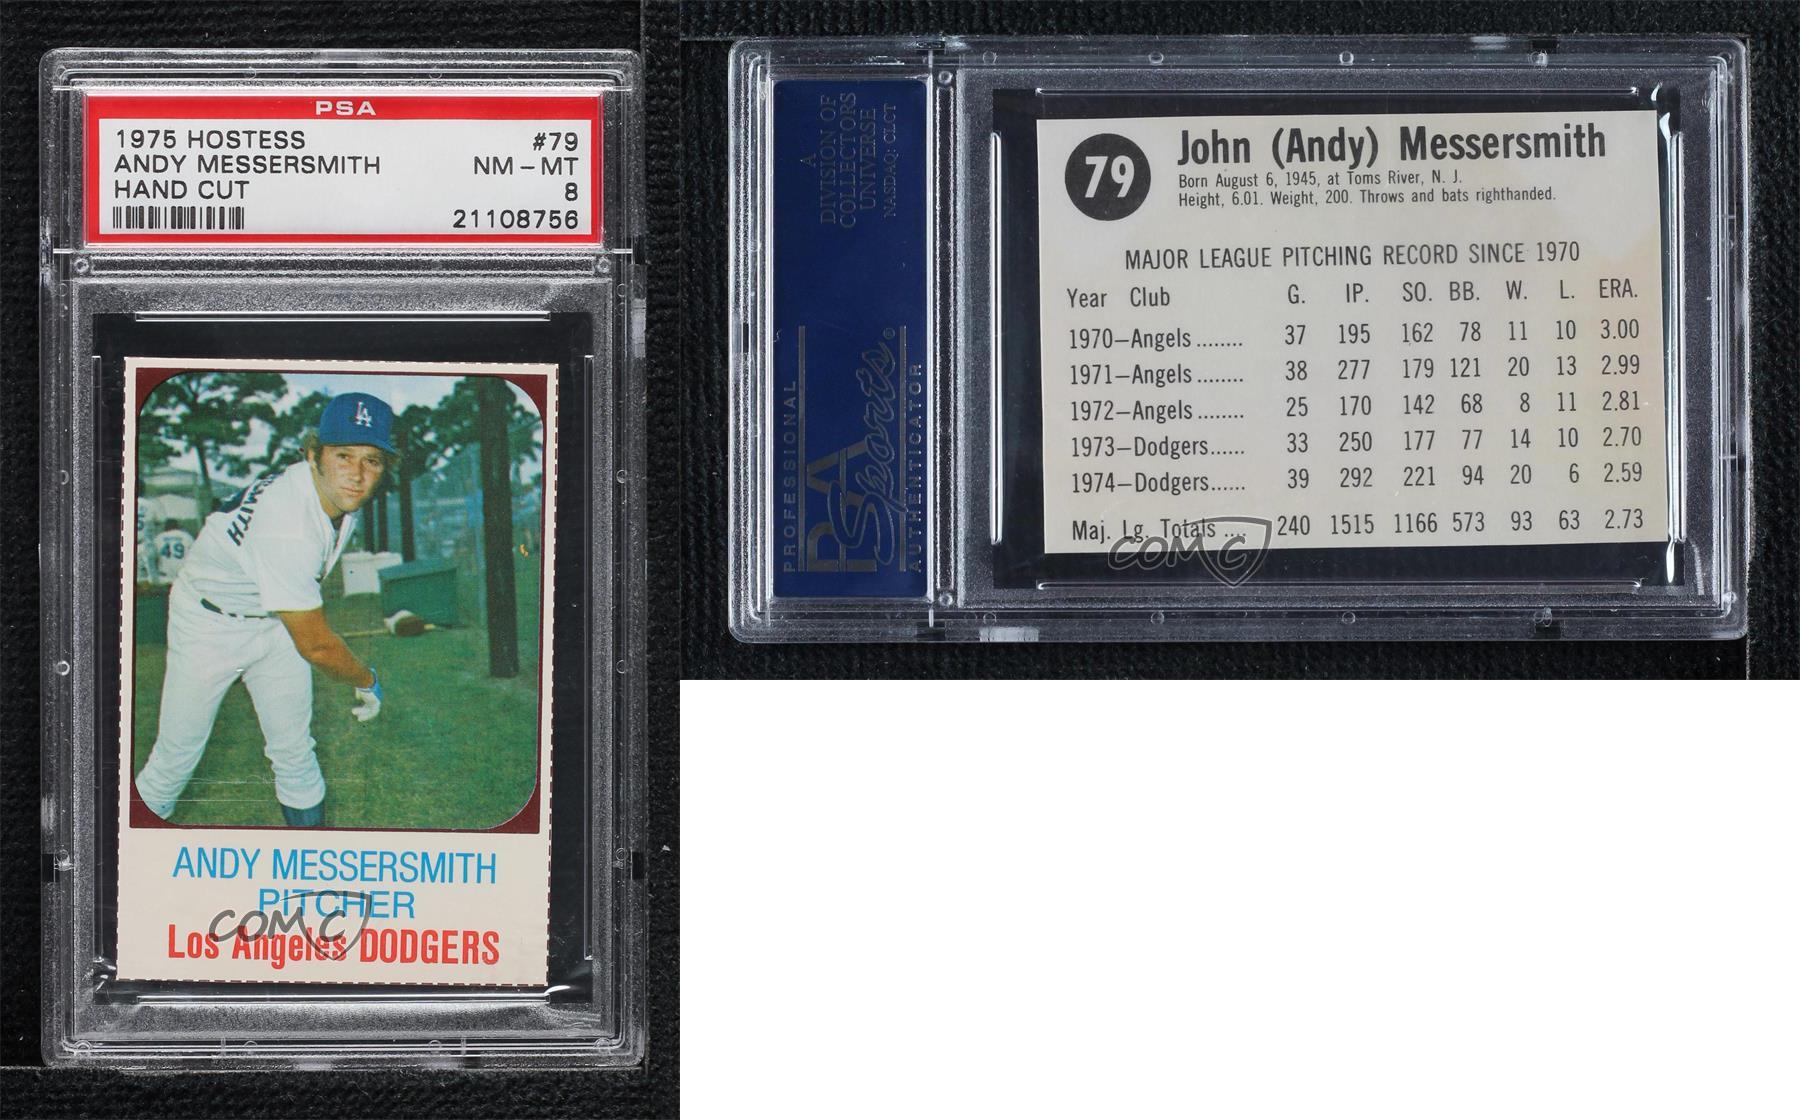 PSA
1975 HOSTESS #79
ANDY MESSERSMITH NM - MT
HAND CUT 8
21108756
LA
SMITH
49
ANDY MESSERSMITH
PITCHER
COMC
Los Angeles DODGERS
A
DIVISION OF
COLLECTORS
UNIVERSE
NASDAQ: CLCT
PROFESSIONAL
PSA
Sports®
AUTHENTICATOR
79
John (Andy) Messersmith
Born August 6, 1945, at Toms River, N. J.
Height, 6.01. Weight, 200. Throws and bats righthanded.
MAJOR LEAGUE PITCHING RECORD SINCE 1970
Year Club G. IP. SO. BB. W. L. ERA.
1970—Angels ........ 37 195 162 78 11 10 3.00
1971—Angels ........ 38 277 179 121 20 13 2.99
1972—Angels ........ 25 170 142 68 8 11 2.81
1973—Dodgers...... 33 250 177 77 14 10 2.70
1974—Dodgers...... 39 292 221 94 20 6 2.59
Maj. Lg. Totals .... 240 1515 1166 573 93 63 2.73
COMC